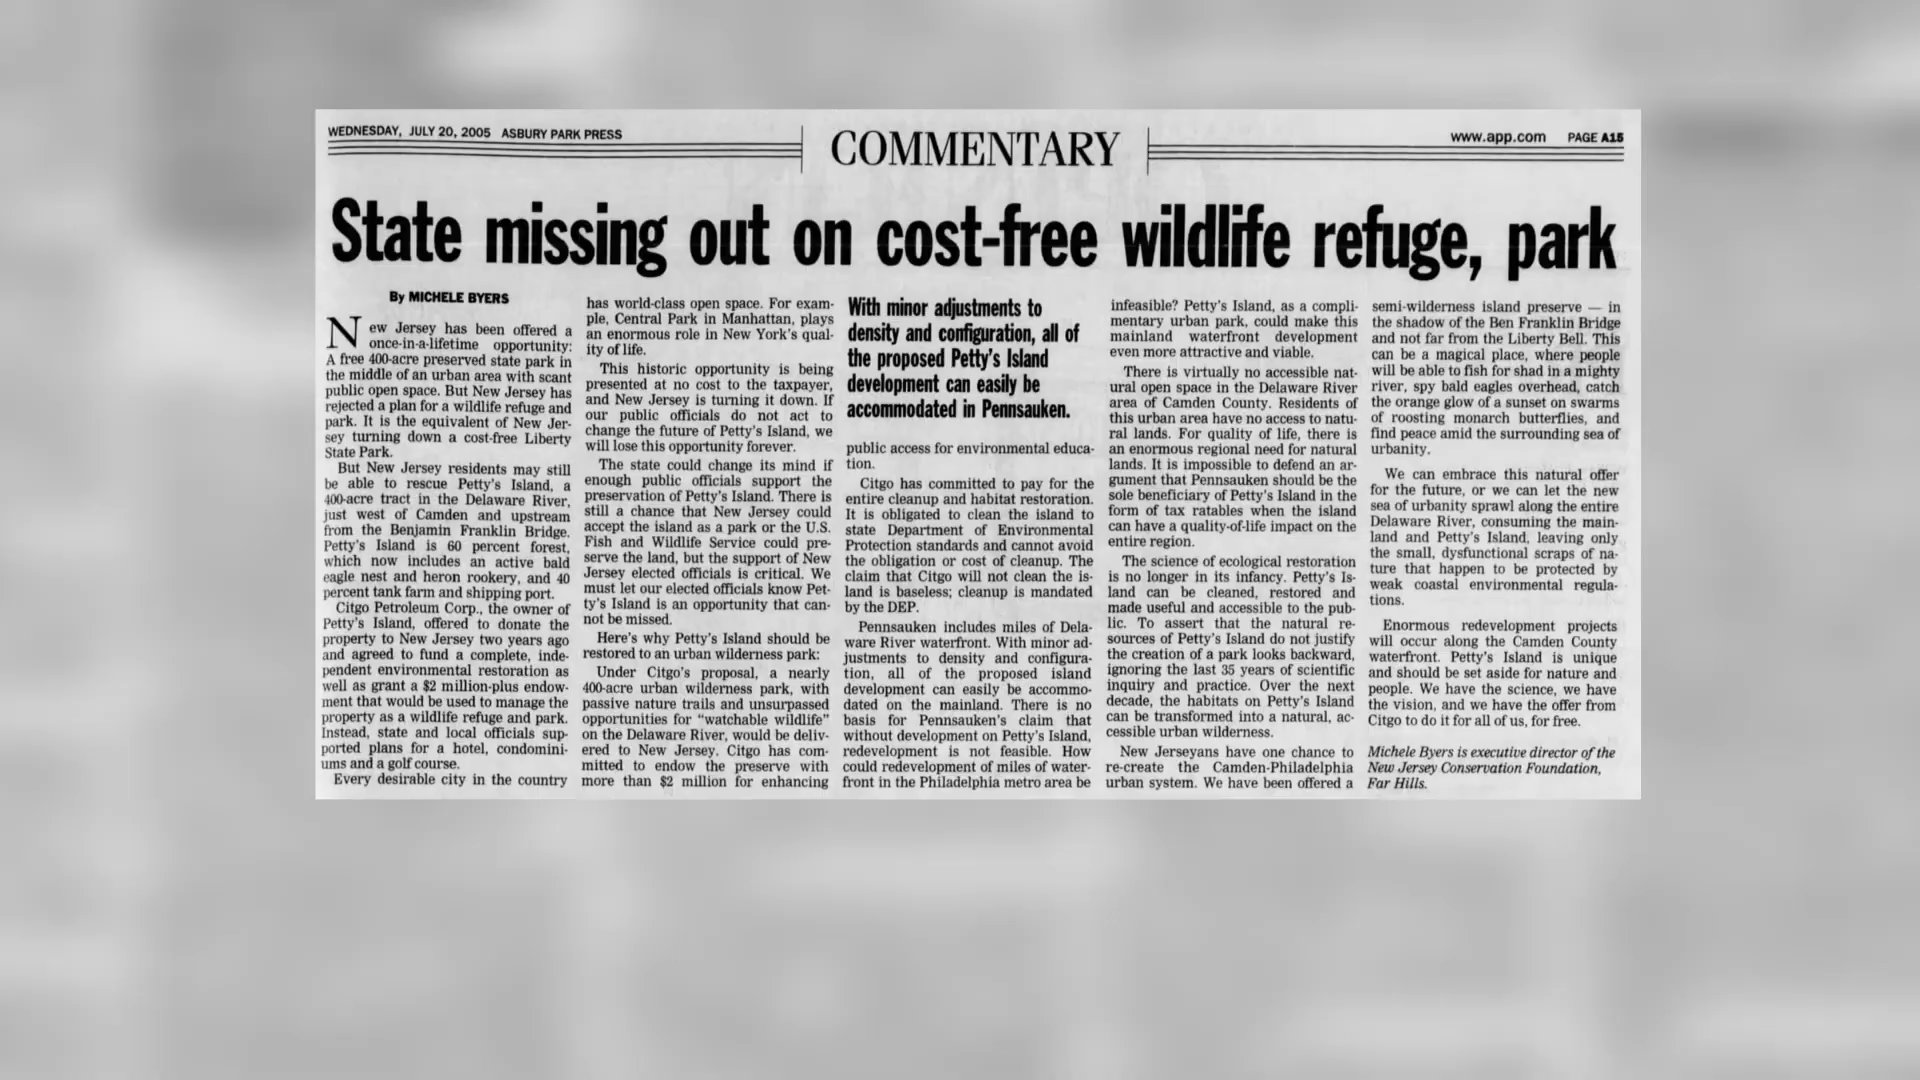 WEDNESDAY, JULY 20, 2005 ASBURY PARK PRESS
COMMENTARY
www.app.com PAGE A15
State missing out on cost-free wildlife refuge, park
By MICHELE BYERS
New Jersey has been offered a
once-in-a-lifetime opportunity:
A free 400-acre preserved state park in
the middle of an urban area with scant
public open space. But New Jersey has
rejected a plan for a wildlife refuge and
park. It is the equivalent of New Jer-
sey turning down a cost-free Liberty
State Park.
But New Jersey residents may still
be able to rescue Petty's Island, a
400-acre tract in the Delaware River,
just west of Camden and upstream
from the Benjamin Franklin Bridge.
Petty's Island is 60 percent forest,
which now includes an active bald
eagle nest and heron rookery, and 40
percent tank farm and shipping port.
Citgo Petroleum Corp., the owner of
Petty's Island, offered to donate the
property to New Jersey two years ago
and agreed to fund a complete, inde-
pendent environmental restoration as
well as grant a $2 million-plus endow-
ment that would be used to manage the
property as a wildlife refuge and park.
Instead, state and local officials sup-
ported plans for a hotel, condomini-
ums and a golf course.
Every desirable city in the country
has world-class open space. For exam-
ple, Central Park in Manhattan, plays
an enormous role in New York's qual-
ity of life.
This historic opportunity is being
presented at no cost to the taxpayer,
and New Jersey is turning it down. If
our public officials do not act to
change the future of Petty's Island, we
will lose this opportunity forever.
The state could change its mind if
enough public officials support the
preservation of Petty's Island. There is
still a chance that New Jersey could
accept the island as a park or the U.S.
Fish and Wildlife Service could pre-
serve the land, but the support of New
Jersey elected officials is critical. We
must let our elected officials know Pet-
ty's Island is an opportunity that can-
not be missed.
Here's why Petty's Island should be
restored to an urban wilderness park:
Under Citgo's proposal, a nearly
400-acre urban wilderness park, with
passive nature trails and unsurpassed
opportunities for “watchable wildlife”
on the Delaware River, would be deliv-
ered to New Jersey. Citgo has com-
mitted to endow the preserve with
more than $2 million for enhancing
With minor adjustments to
density and configuration, all of
the proposed Petty's Island
development can easily be
accommodated in Pennsauken.
public access for environmental educa-
tion.
Citgo has committed to pay for the
entire cleanup and habitat restoration.
It is obligated to clean the island to
state Department of Environmental
Protection standards and cannot avoid
the obligation or cost of cleanup. The
claim that Citgo will not clean the is-
land is baseless; cleanup is mandated
by the DEP.
Pennsauken includes miles of Dela-
ware River waterfront. With minor ad-
justments to density and configura-
tion, all of the proposed island
development can easily be accommo-
dated on the mainland. There is no
basis for Pennsauken's claim that
without development on Petty's Island,
redevelopment is not feasible. How
could redevelopment of miles of water-
front in the Philadelphia metro area be
infeasible? Petty's Island, as a compli-
mentary urban park, could make this
mainland waterfront development
even more attractive and viable.
There is virtually no accessible nat-
ural open space in the Delaware River
area of Camden County. Residents of
this urban area have no access to natu-
ral lands. For quality of life, there is
an enormous regional need for natural
lands. It is impossible to defend an ar-
gument that Pennsauken should be the
sole beneficiary of Petty's Island in the
form of tax ratables when the island
can have a quality-of-life impact on the
entire region.
The science of ecological restoration
is no longer in its infancy. Petty's Is-
land can be cleaned, restored and
made useful and accessible to the pub-
lic. To assert that the natural re-
sources of Petty's Island do not justify
the creation of a park looks backward,
ignoring the last 35 years of scientific
inquiry and practice. Over the next
decade, the habitats on Petty's Island
can be transformed into a natural, ac-
cessible urban wilderness.
New Jerseyans have one chance to
re-create the Camden-Philadelphia
urban system. We have been offered a
semi-wilderness island preserve — in
the shadow of the Ben Franklin Bridge
and not far from the Liberty Bell. This
can be a magical place, where people
will be able to fish for shad in a mighty
river, spy bald eagles overhead, catch
the orange glow of a sunset on swarms
of roosting monarch butterflies, and
find peace amid the surrounding sea of
urbanity.
We can embrace this natural offer
for the future, or we can let the new
sea of urbanity sprawl along the entire
Delaware River, consuming the main-
land and Petty's Island, leaving only
the small, dysfunctional scraps of na-
ture that happen to be protected by
weak coastal environmental regula-
tions.
Enormous redevelopment projects
will occur along the Camden County
waterfront. Petty's Island is unique
and should be set aside for nature and
people. We have the science, we have
the vision, and we have the offer from
Citgo to do it for all of us, for free.
Michele Byers is executive director of the
New Jersey Conservation Foundation,
Far Hills.